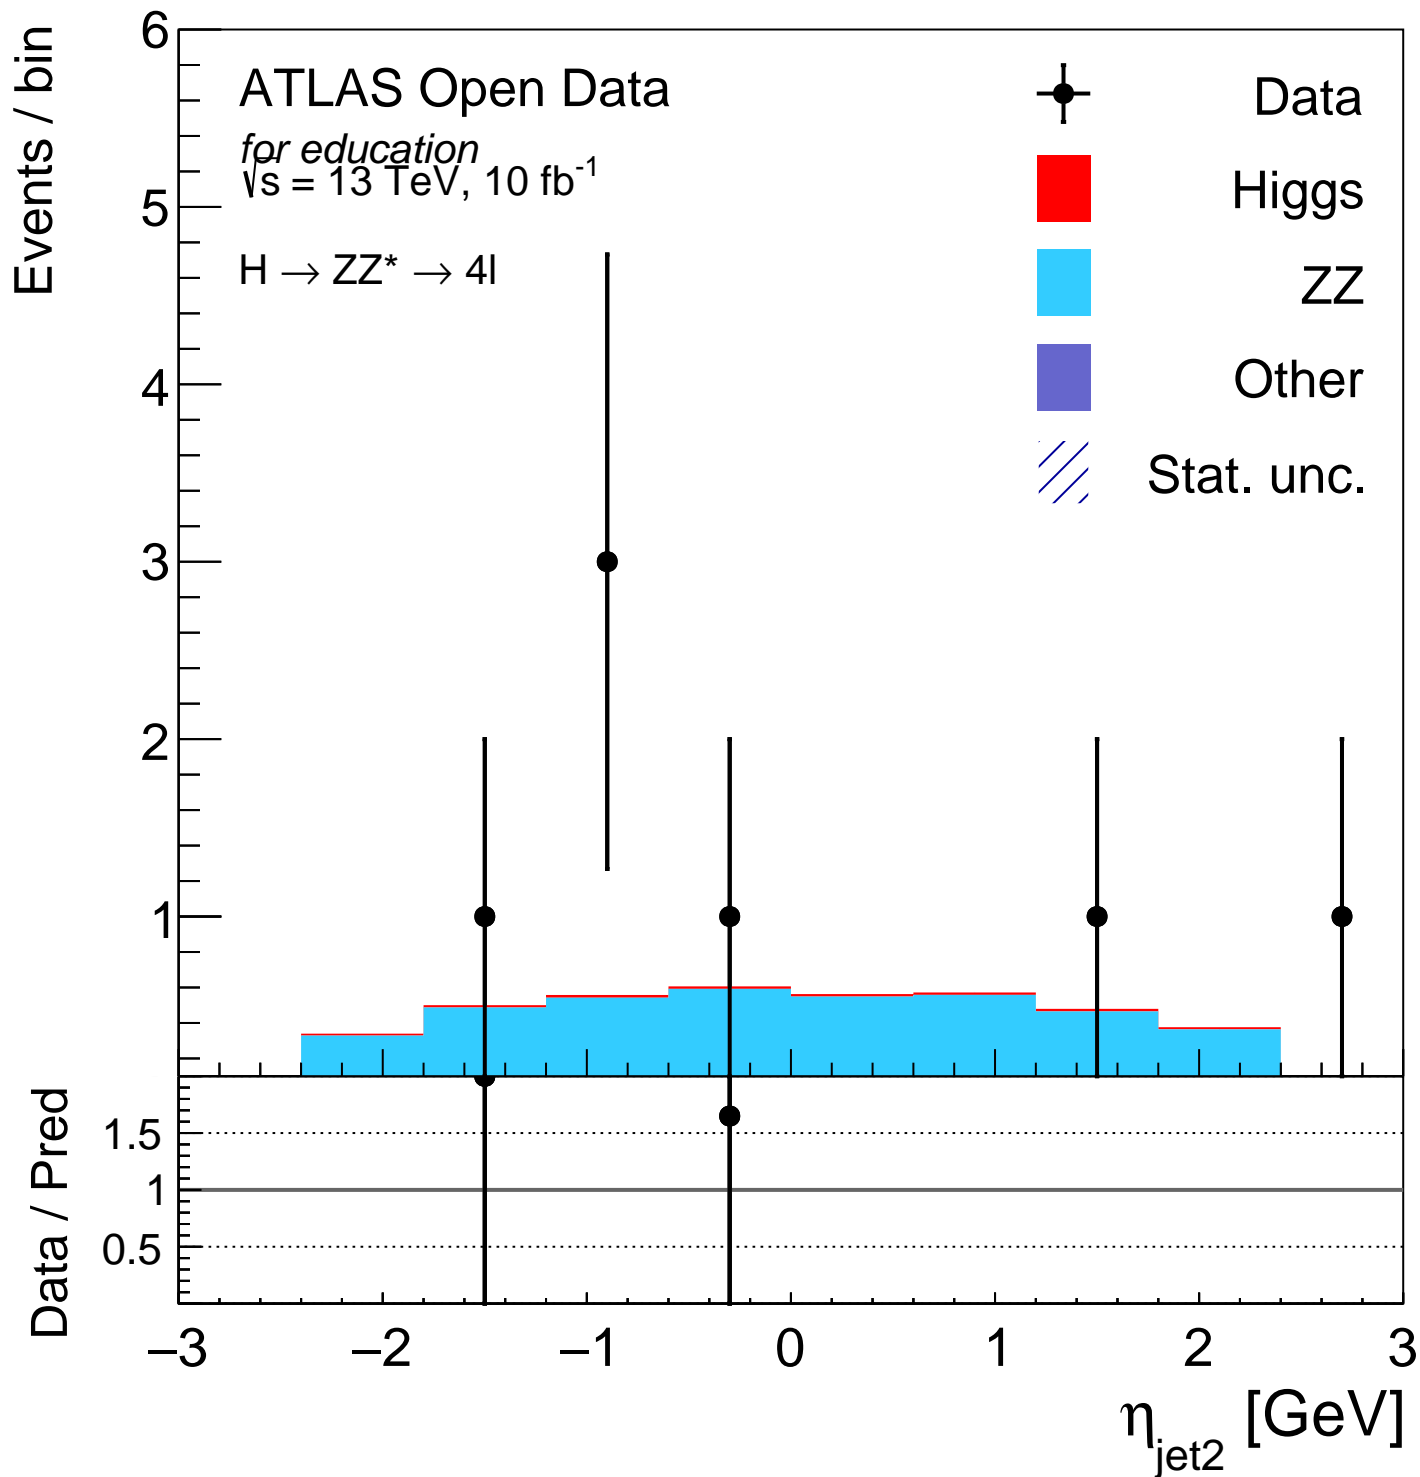 Events / bin
6
5
4
3
2
1
ATLAS Open Data
for education
√s = 13 TeV, 10 fb⁻¹
H → ZZ* → 4l
Data
Higgs
ZZ
Other
Stat. unc.
Data / Pred
1.5
1
0.5
−3 −2 −1 0 1 2 3
η_jet2 [GeV]